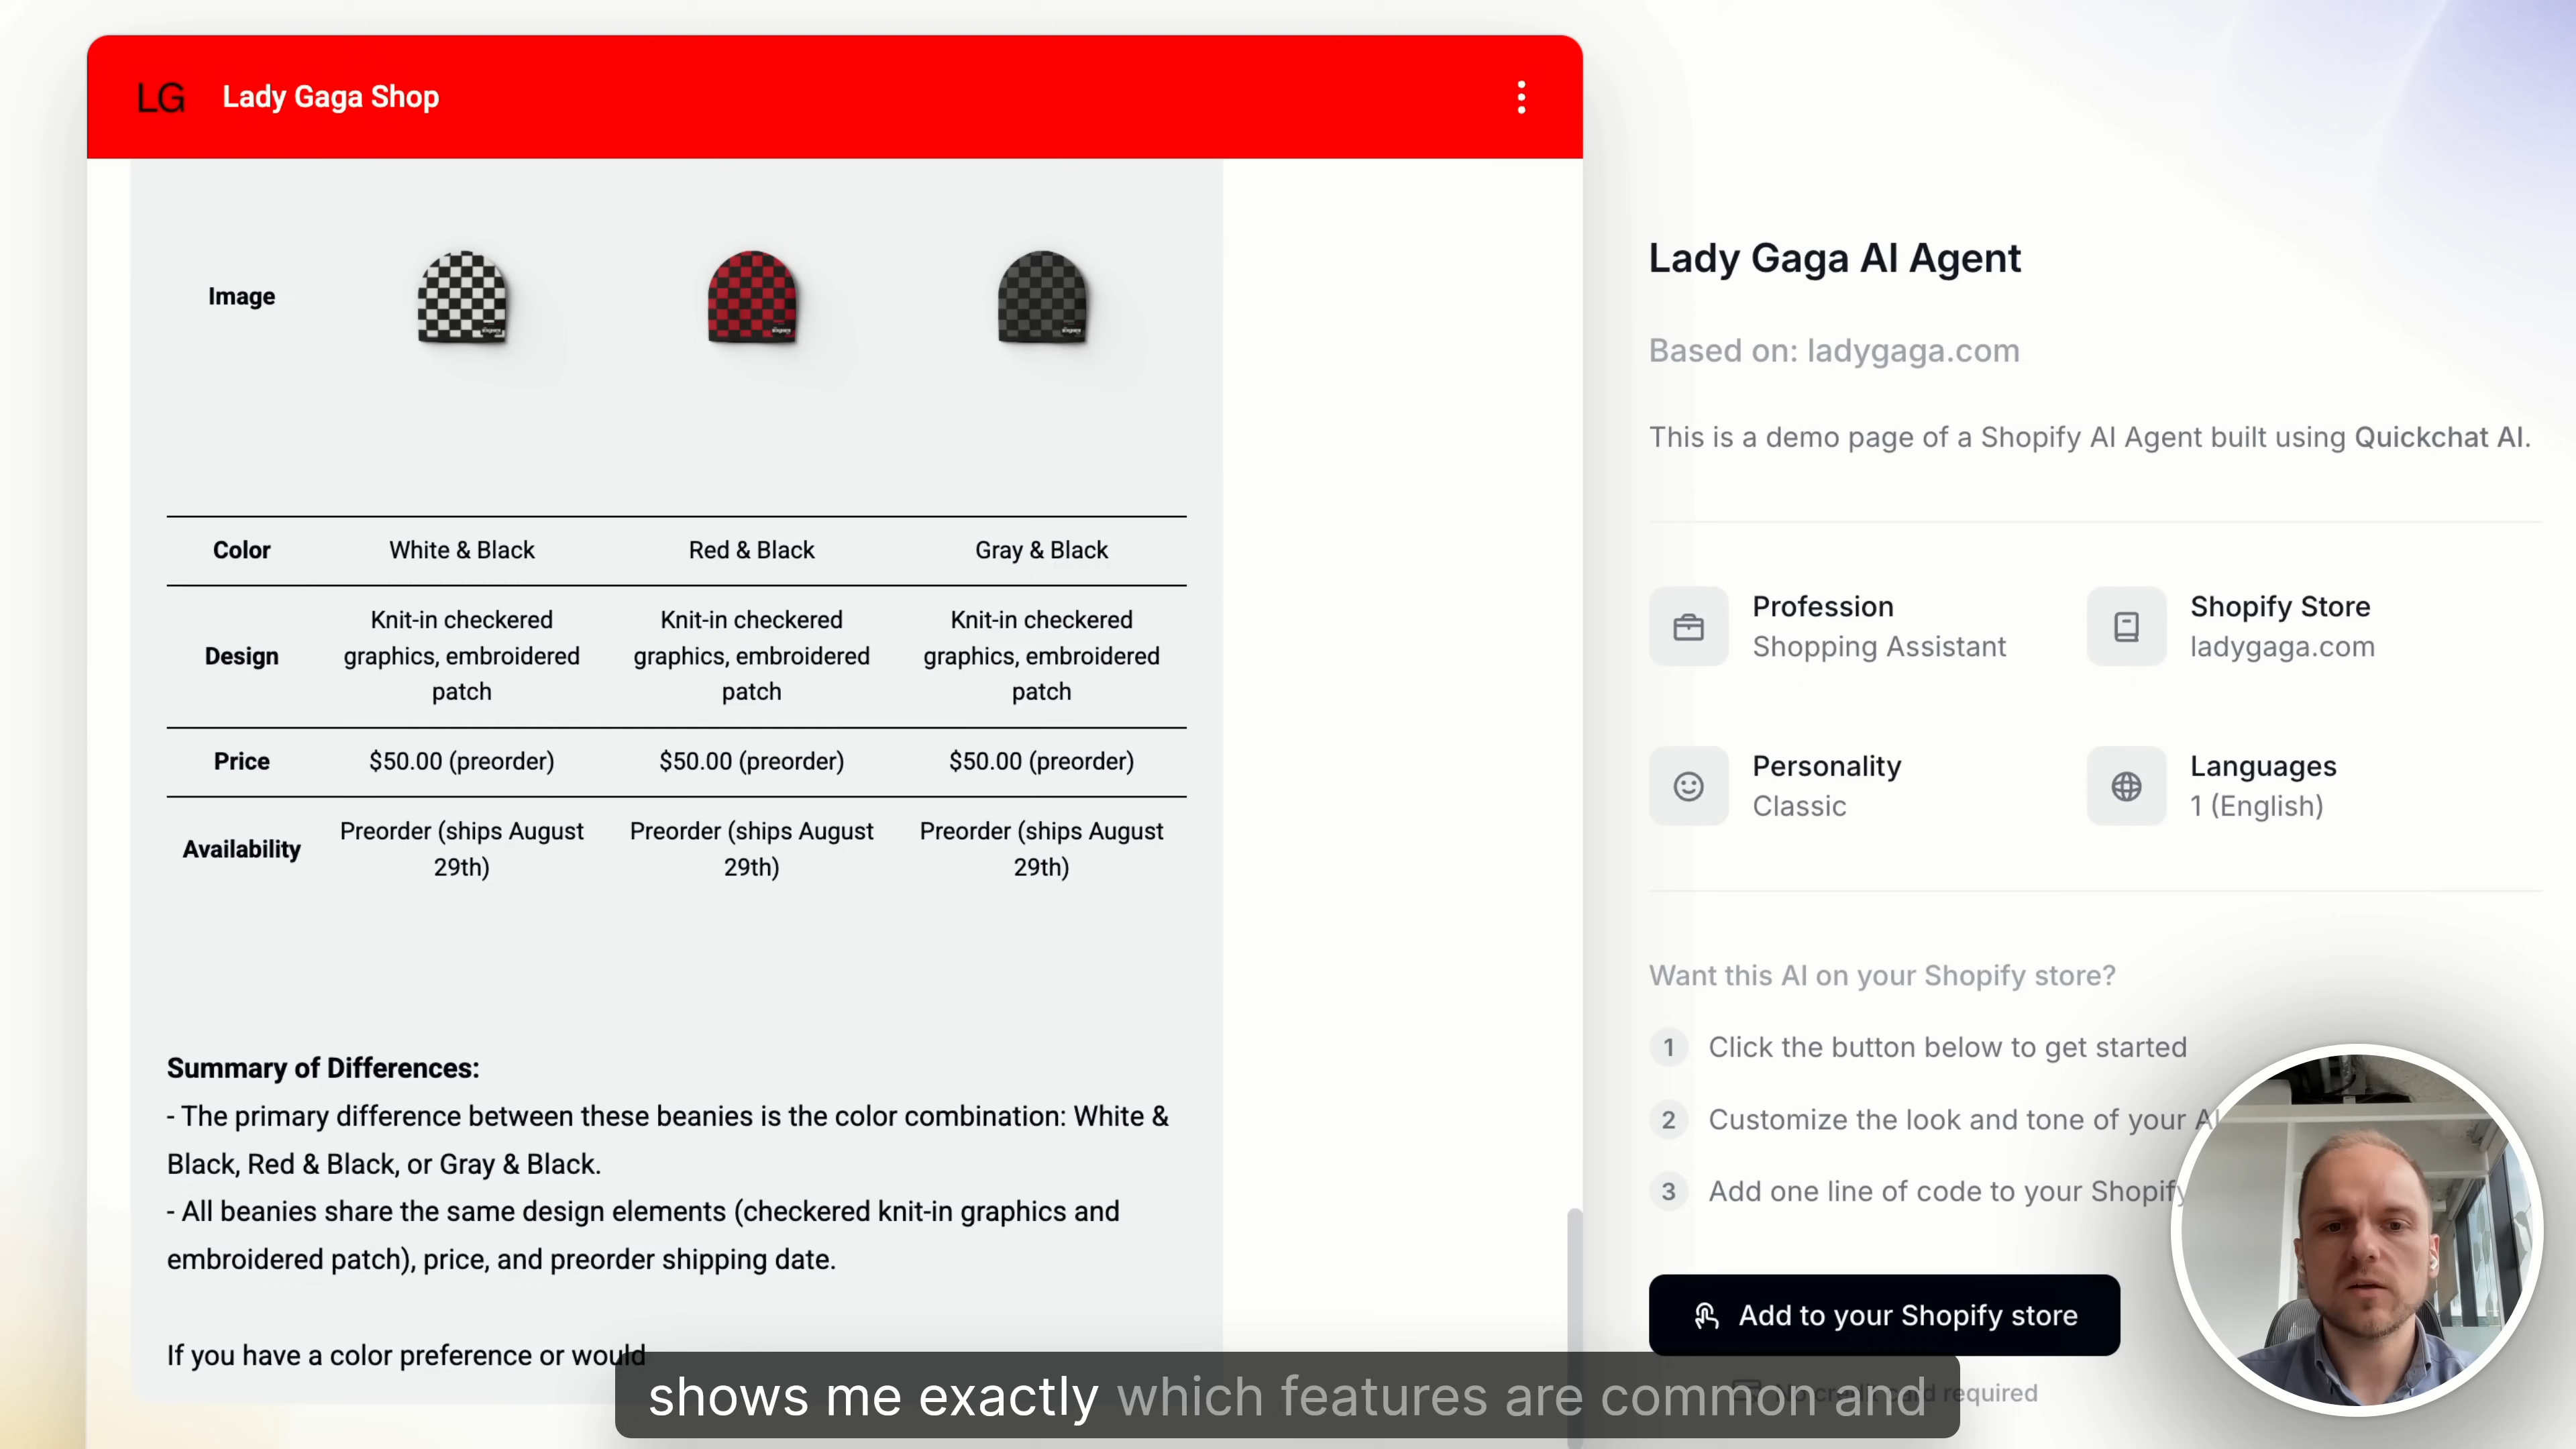 LG Lady Gaga Shop
Image
Color White & Black Red & Black Gray & Black
Design
Knit-in checkered
graphics, embroidered
patch
Knit-in checkered
graphics, embroidered
patch
Knit-in checkered
graphics, embroidered
patch
Price $50.00 (preorder) $50.00 (preorder) $50.00 (preorder)
Availability
Preorder (ships August
29th)
Preorder (ships August
29th)
Preorder (ships August
29th)
Summary of Differences:
- The primary difference between these beanies is the color combination: White &
Black, Red & Black, or Gray & Black.
- All beanies share the same design elements (checkered knit-in graphics and
embroidered patch), price, and preorder shipping date.
If you have a color preference or would
Lady Gaga AI Agent
Based on: ladygaga.com
This is a demo page of a Shopify AI Agent built using Quickchat AI.
Profession
Shopping Assistant
Shopify Store
ladygaga.com
Personality
Classic
Languages
1 (English)
Want this AI on your Shopify store?
1 Click the button below to get started
2 Customize the look and tone of your AI
3 Add one line of code to your Shopify
Add to your Shopify store
No credit card required
shows me exactly which features are common and